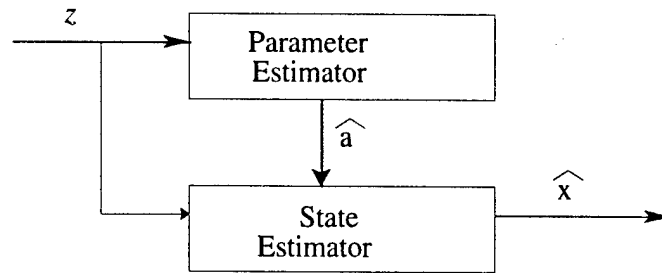 z
Parameter
Estimator
â
State
Estimator
x̂